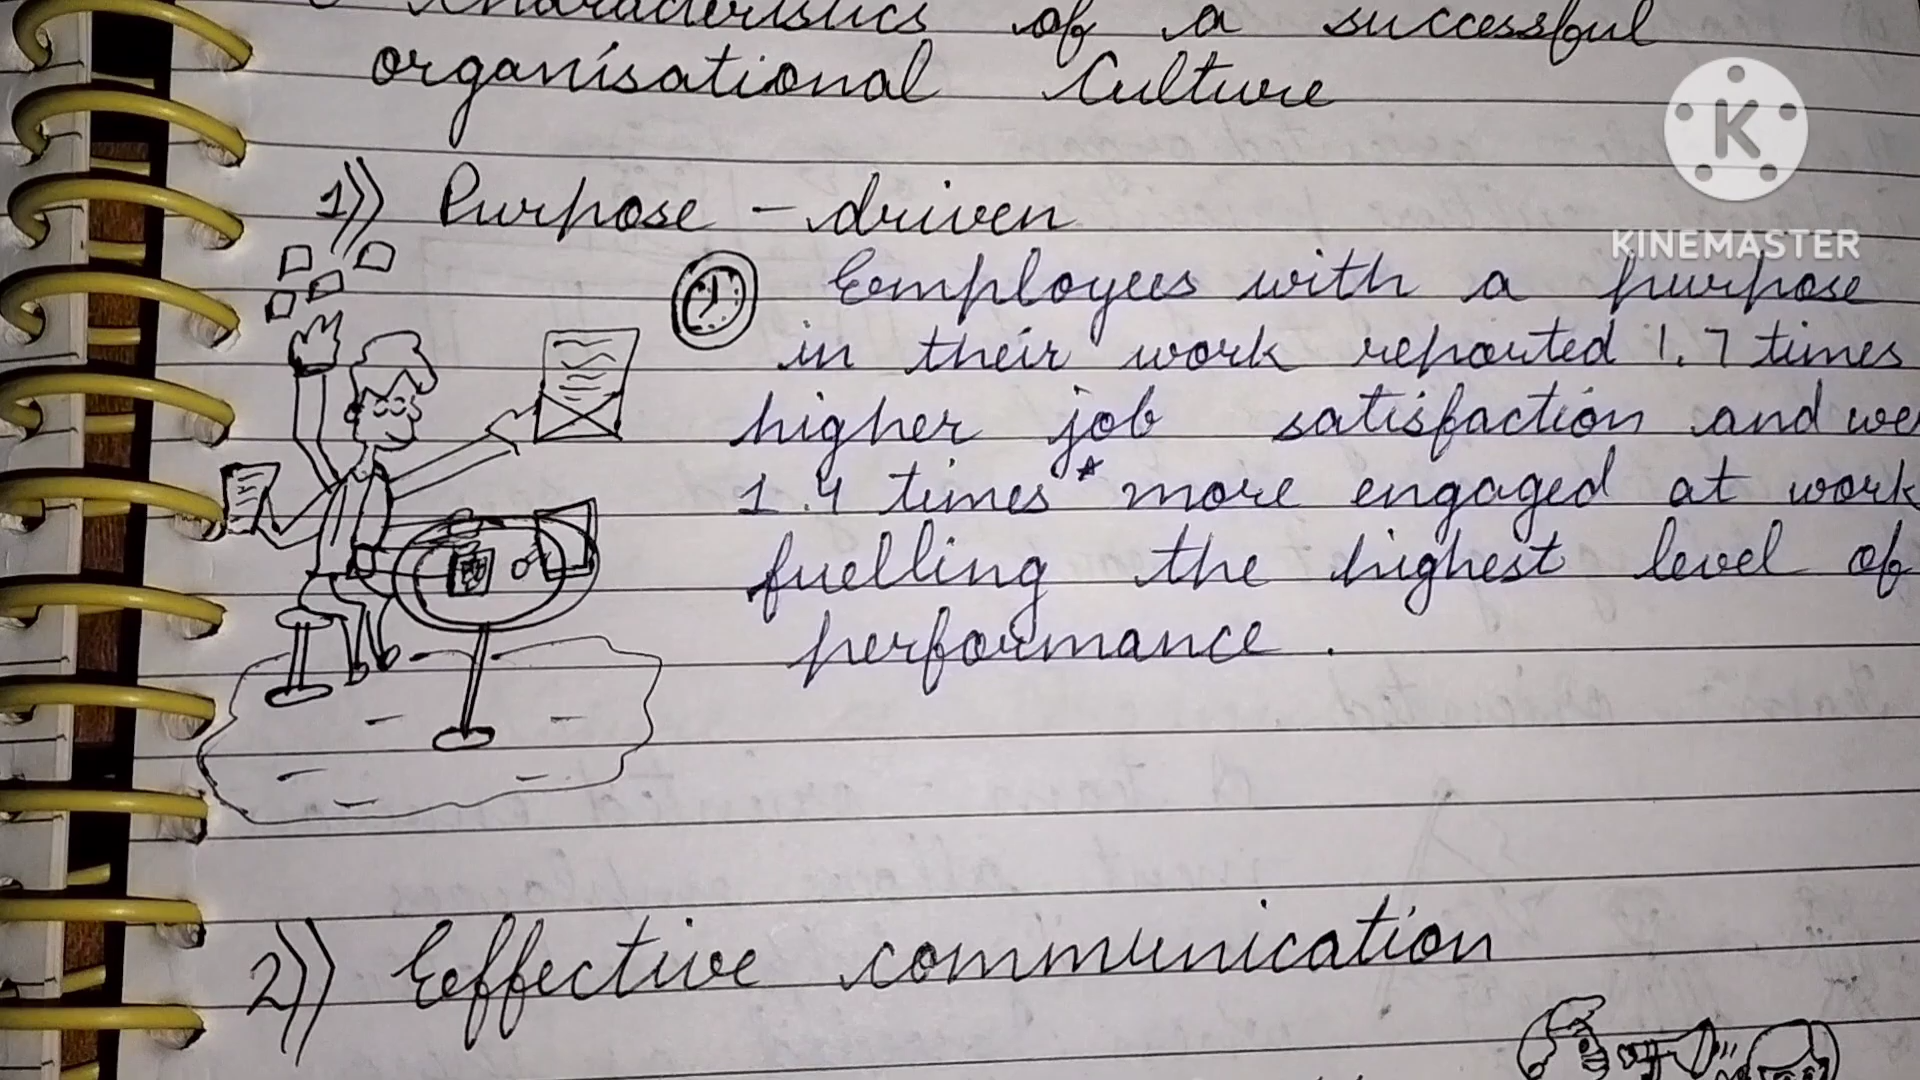 Characteristics of a successful
organisational Culture
1)) Purpose - driven
Employees with a purpose
in their work reported 1.7 times
higher job satisfaction and we
1.4 times* more engaged at work
fuelling the highest level of
performance.
2)) Effective communication
K
KINEMASTER